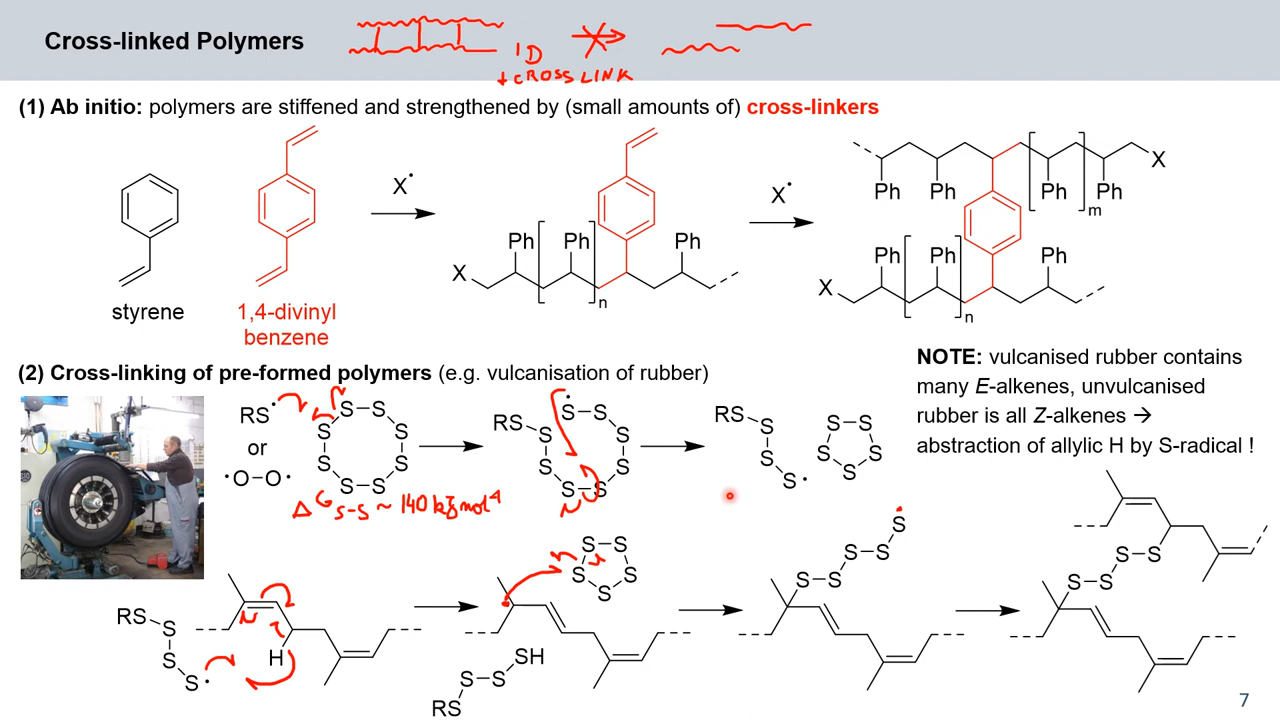 Cross-linked Polymers
1D
+ CROSS LINK
(1) Ab initio: polymers are stiffened and strengthened by (small amounts of) cross-linkers
X•
X•
X
Ph
Ph
Ph
n
Ph
Ph
Ph
Ph
X
m
X
Ph
Ph
Ph
n
styrene
1,4-divinyl
benzene
(2) Cross-linking of pre-formed polymers (e.g. vulcanisation of rubber)
NOTE: vulcanised rubber contains
many E-alkenes, unvulcanised
rubber is all Z-alkenes →
abstraction of allylic H by S-radical !
RS•
or
•O–O•
S–S
S
S
S
S
S–S
RS
S
•S–S
S
S
S–S
S
RS
S
S
S•
S
S
S
S
S
ΔG S-S ~ 140 kJmol-1
RS
S
S
S•
H
S–S
S
S
S
RS
S–S
SH
S–S
S–S
S•
S–S
S–S
7